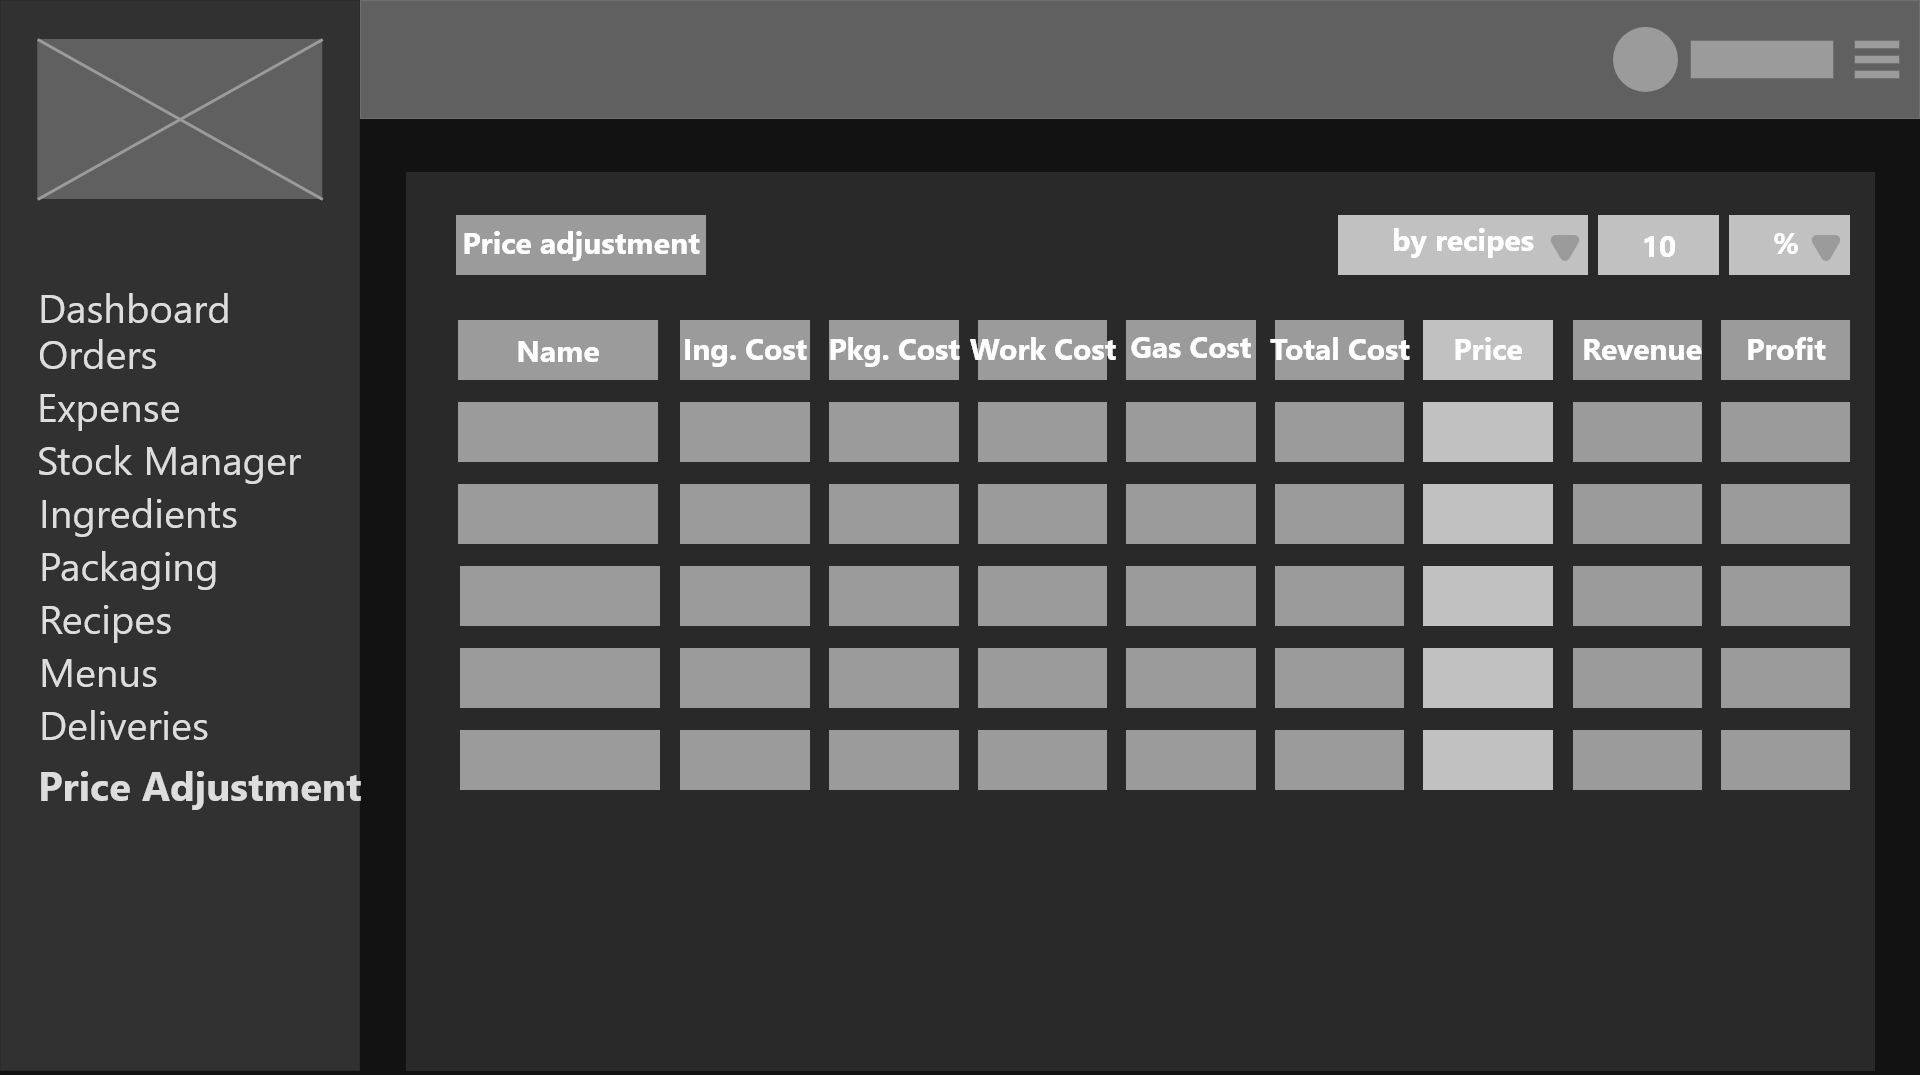 Dashboard
Orders
Expense
Stock Manager
Ingredients
Packaging
Recipes
Menus
Deliveries
Price Adjustment
Price adjustment
by recipes
10
%
Name
Ing. Cost
Pkg. Cost
Work Cost
Gas Cost
Total Cost
Price
Revenue
Profit